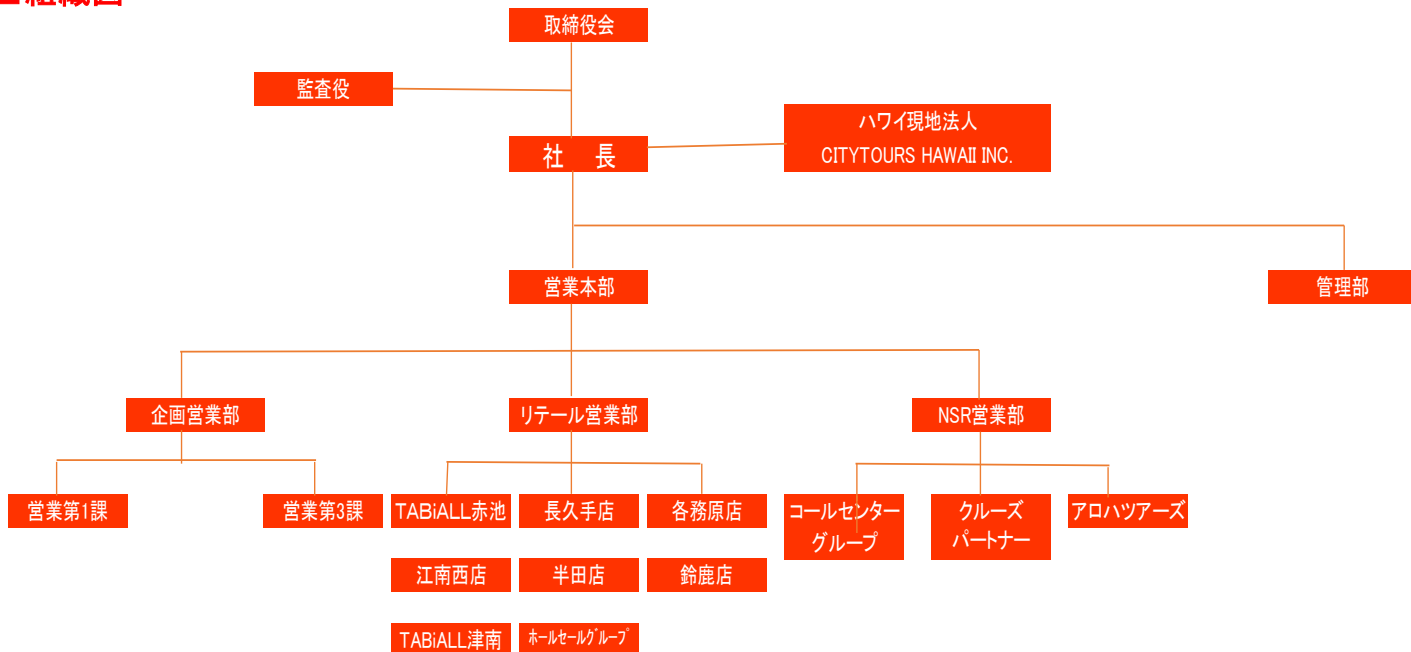 組織図
取締役会
監査役
ハワイ現地法人
CITYTOURS HAWAII INC.
社　長
営業本部
管理部
企画営業部
リテール営業部
NSR営業部
営業第1課
営業第3課
TABiALL赤池
長久手店
各務原店
コールセンター
グループ
クルーズ
パートナー
アロハツアーズ
江南西店
半田店
鈴鹿店
TABiALL津南
ホールセールグループ